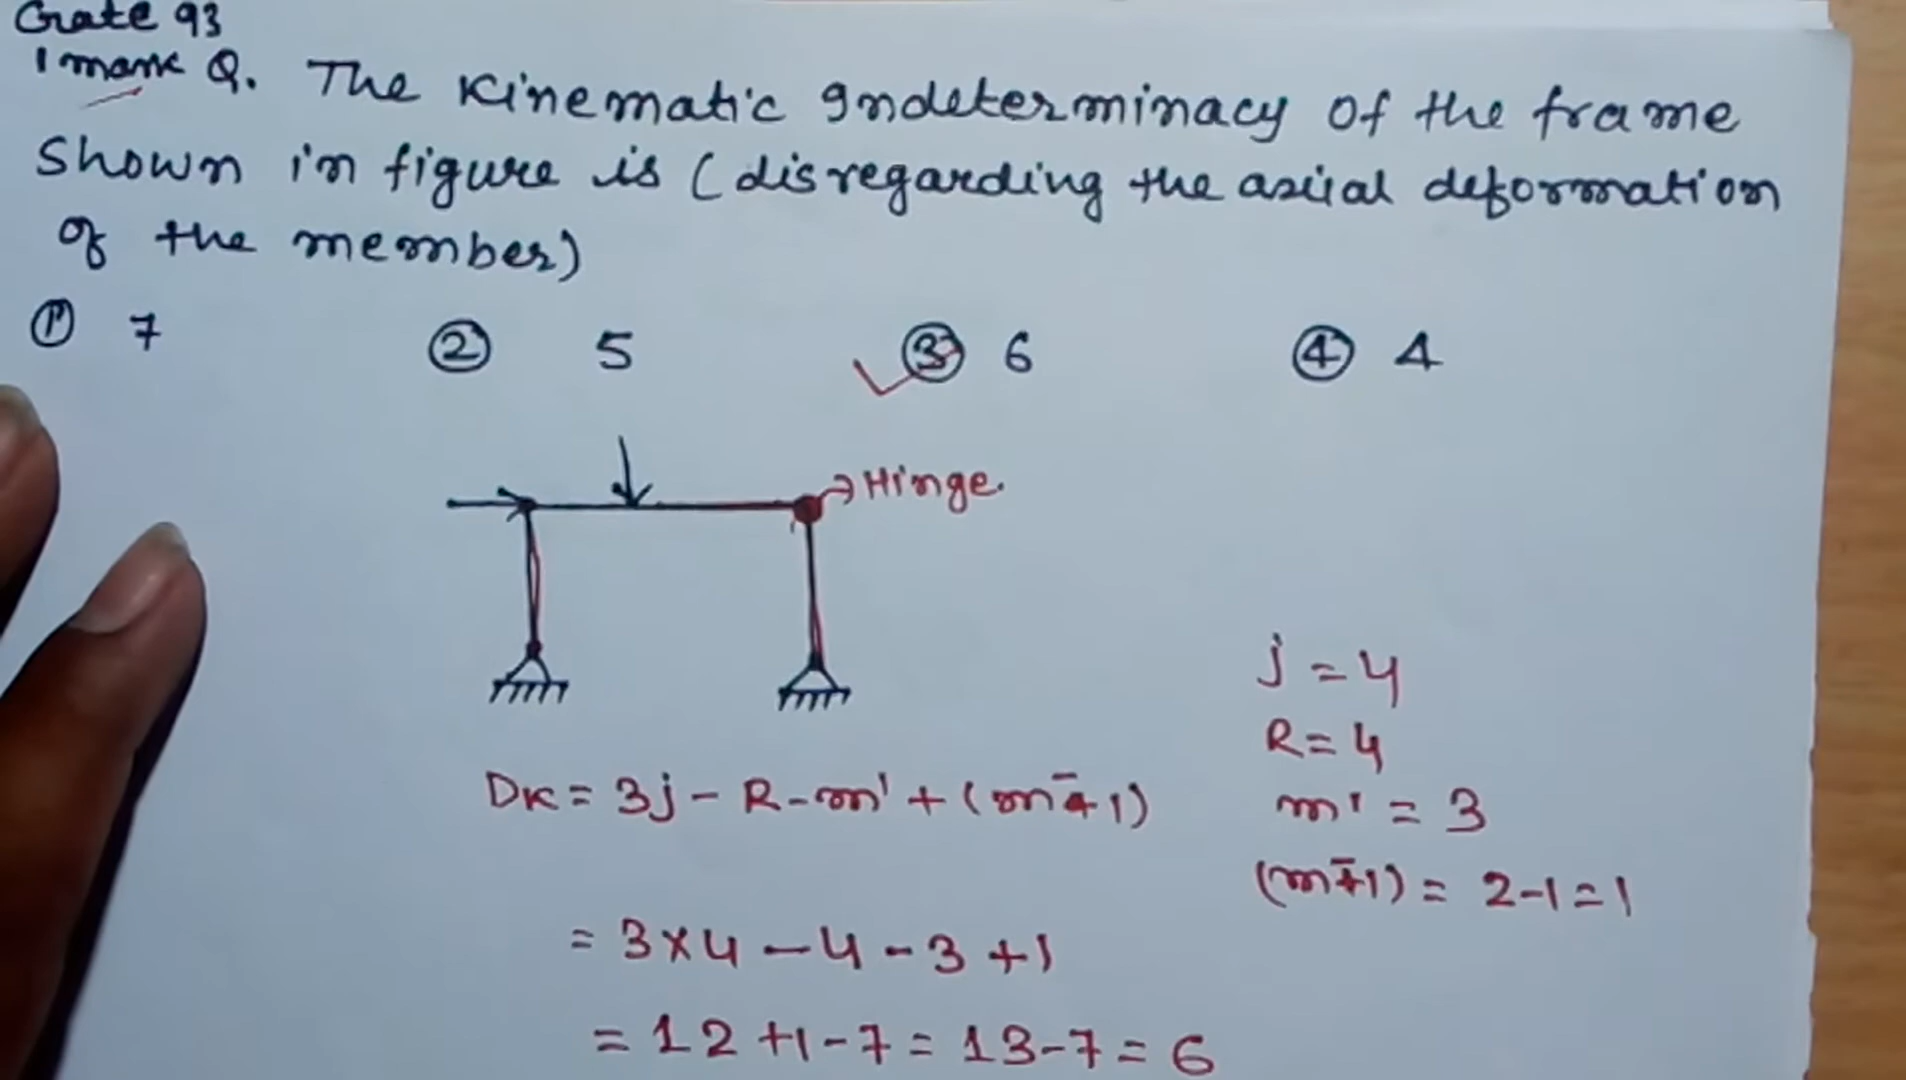 Gate 93
1 mark Q. The Kinematic Indeterminacy of the frame
Shown in figure is (disregarding the axial deformation
of the member)
① 7 ② 5 ③ 6 ④ 4
Hinge.
j = 4
R = 4
Dk = 3j - R - m' + (m̄ - 1)
m' = 3
(m̄ - 1) = 2-1 = 1
= 3×4 - 4 - 3 + 1
= 12 + 1 - 7 = 13 - 7 = 6